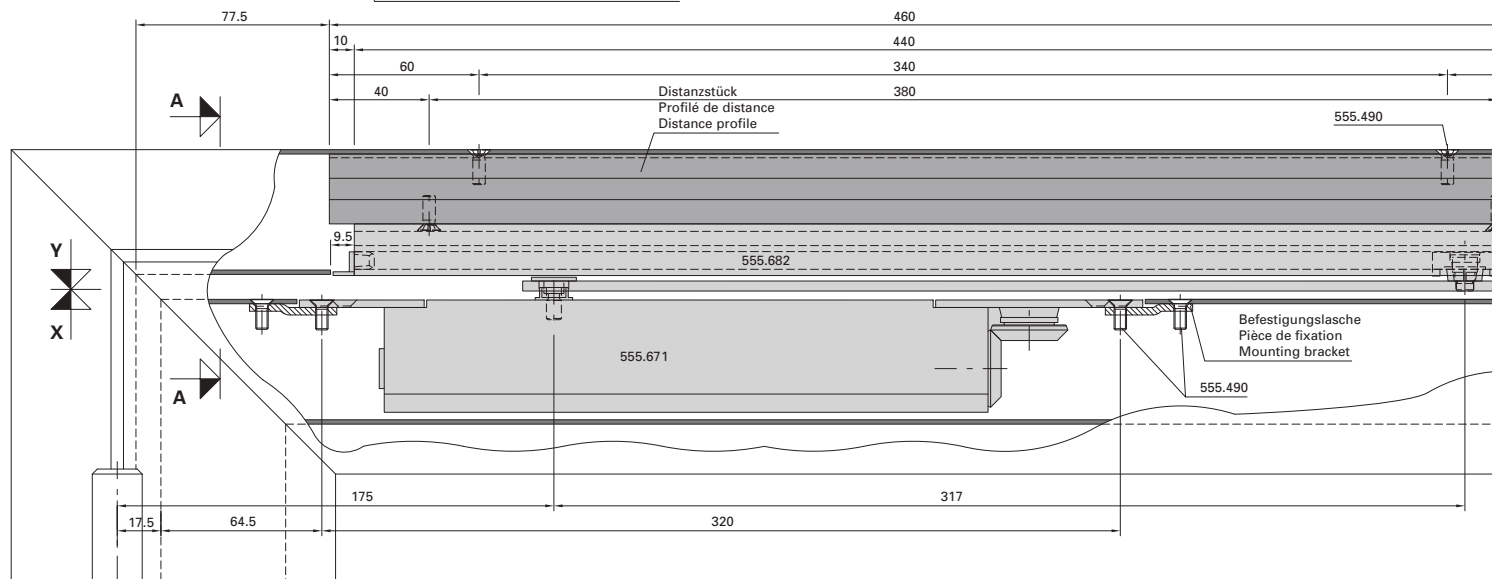 77.5
460
10
440
60
340
40
380
A
Distanzstück
Profilé de distance
Distance profile
555.490
Y
9.5
555.682
X
Befestigungslasche
Pièce de fixation
Mounting bracket
555.671
A
555.490
175
317
17.5
64.5
320